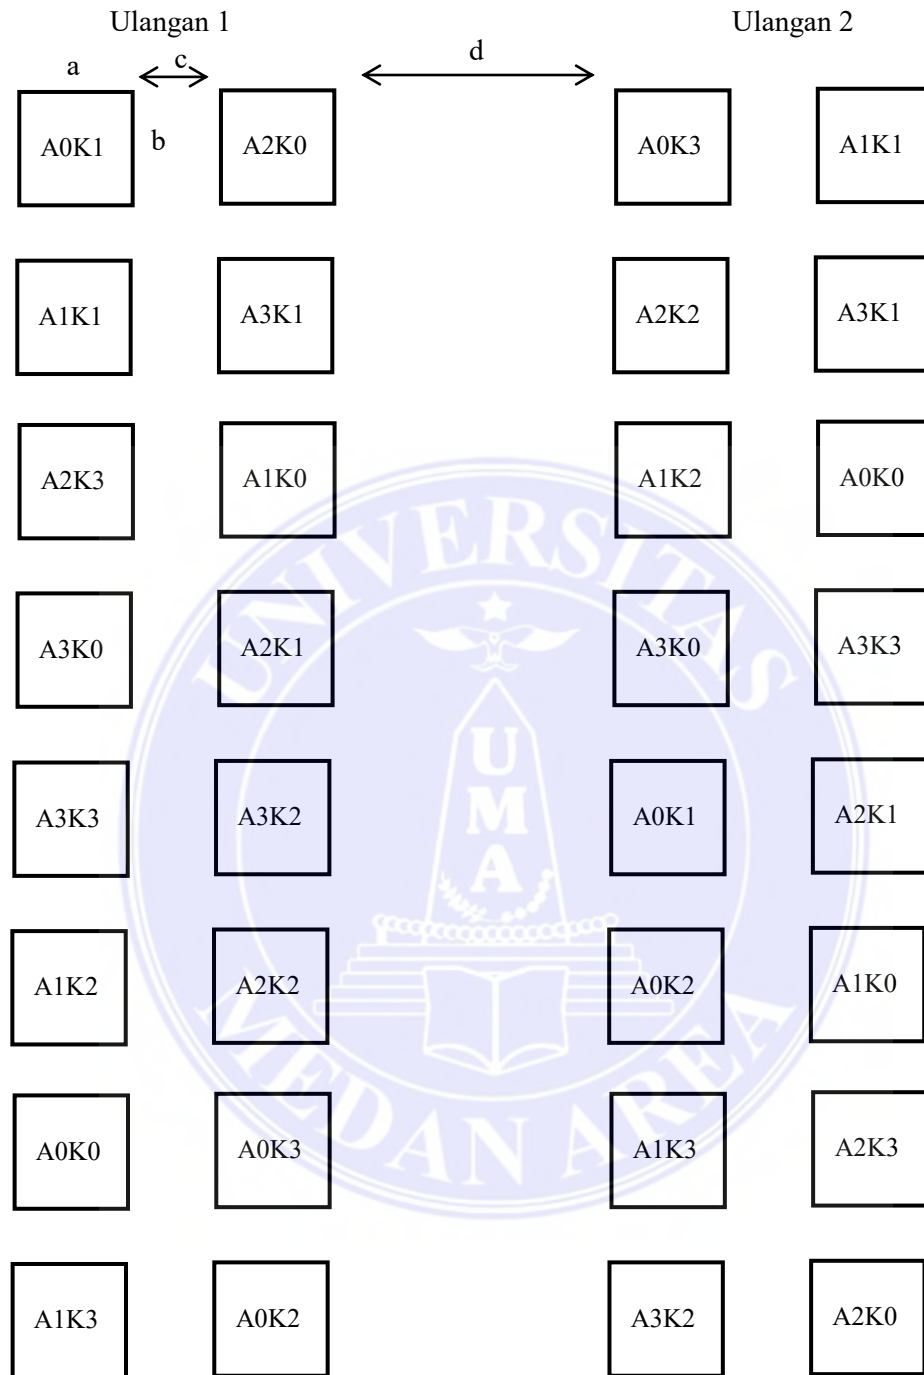 Ulangan 1 Ulangan 2
a c d
A0K1 b A2K0 A0K3 A1K1
A1K1 A3K1 A2K2 A3K1
A2K3 A1K0 A1K2 A0K0
A3K0 A2K1 A3K0 A3K3
A3K3 A3K2 A0K1 A2K1
A1K2 A2K2 A0K2 A1K0
A0K0 A0K3 A1K3 A2K3
A1K3 A0K2 A3K2 A2K0
UNIVERSITAS
UMA
MEDAN AREA